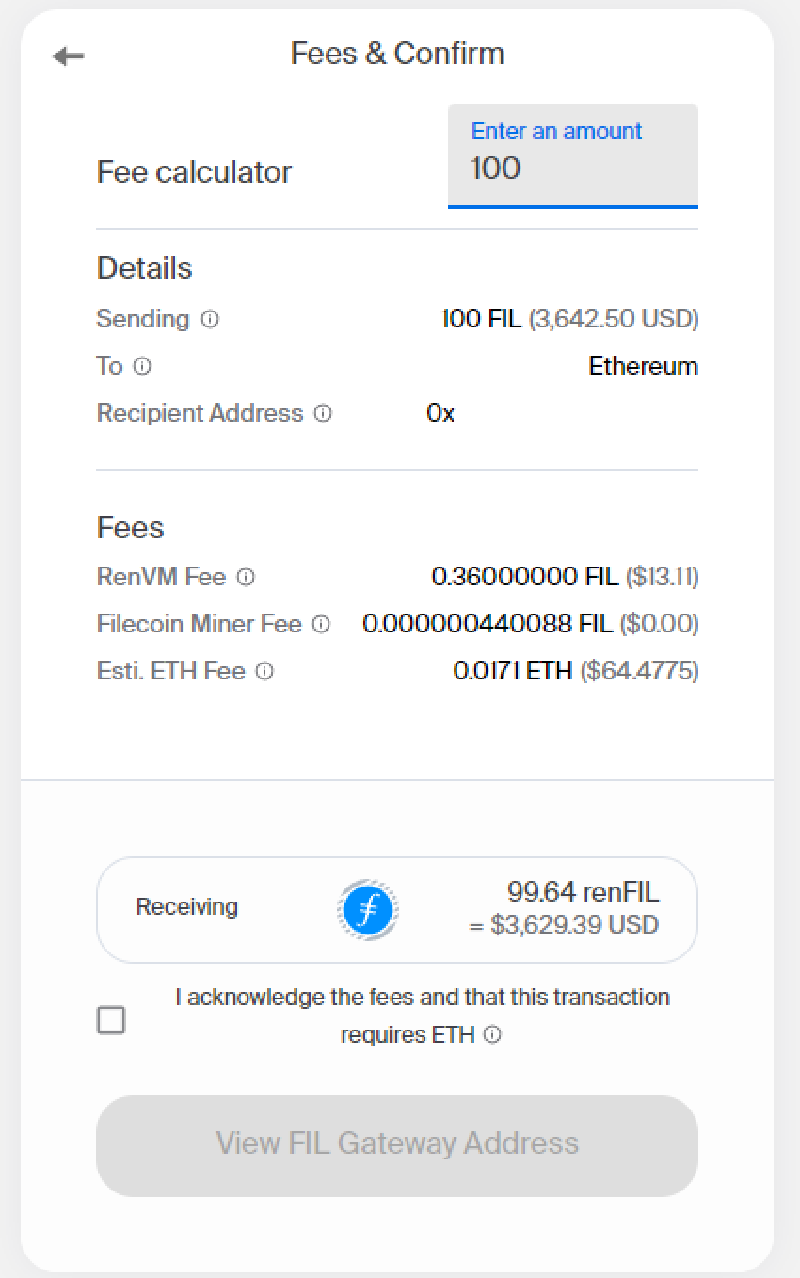 Fees & Confirm
Enter an amount
Fee calculator 100
Details
Sending 100 FIL (3,642.50 USD)
To Ethereum
Recipient Address 0x
Fees
RenVM Fee 0.36000000 FIL ($13.11)
Filecoin Miner Fee 0.000000440088 FIL ($0.00)
Esti. ETH Fee 0.0171 ETH ($64.4775)
Receiving 99.64 renFIL
= $3,629.39 USD
I acknowledge the fees and that this transaction
requires ETH
View FIL Gateway Address